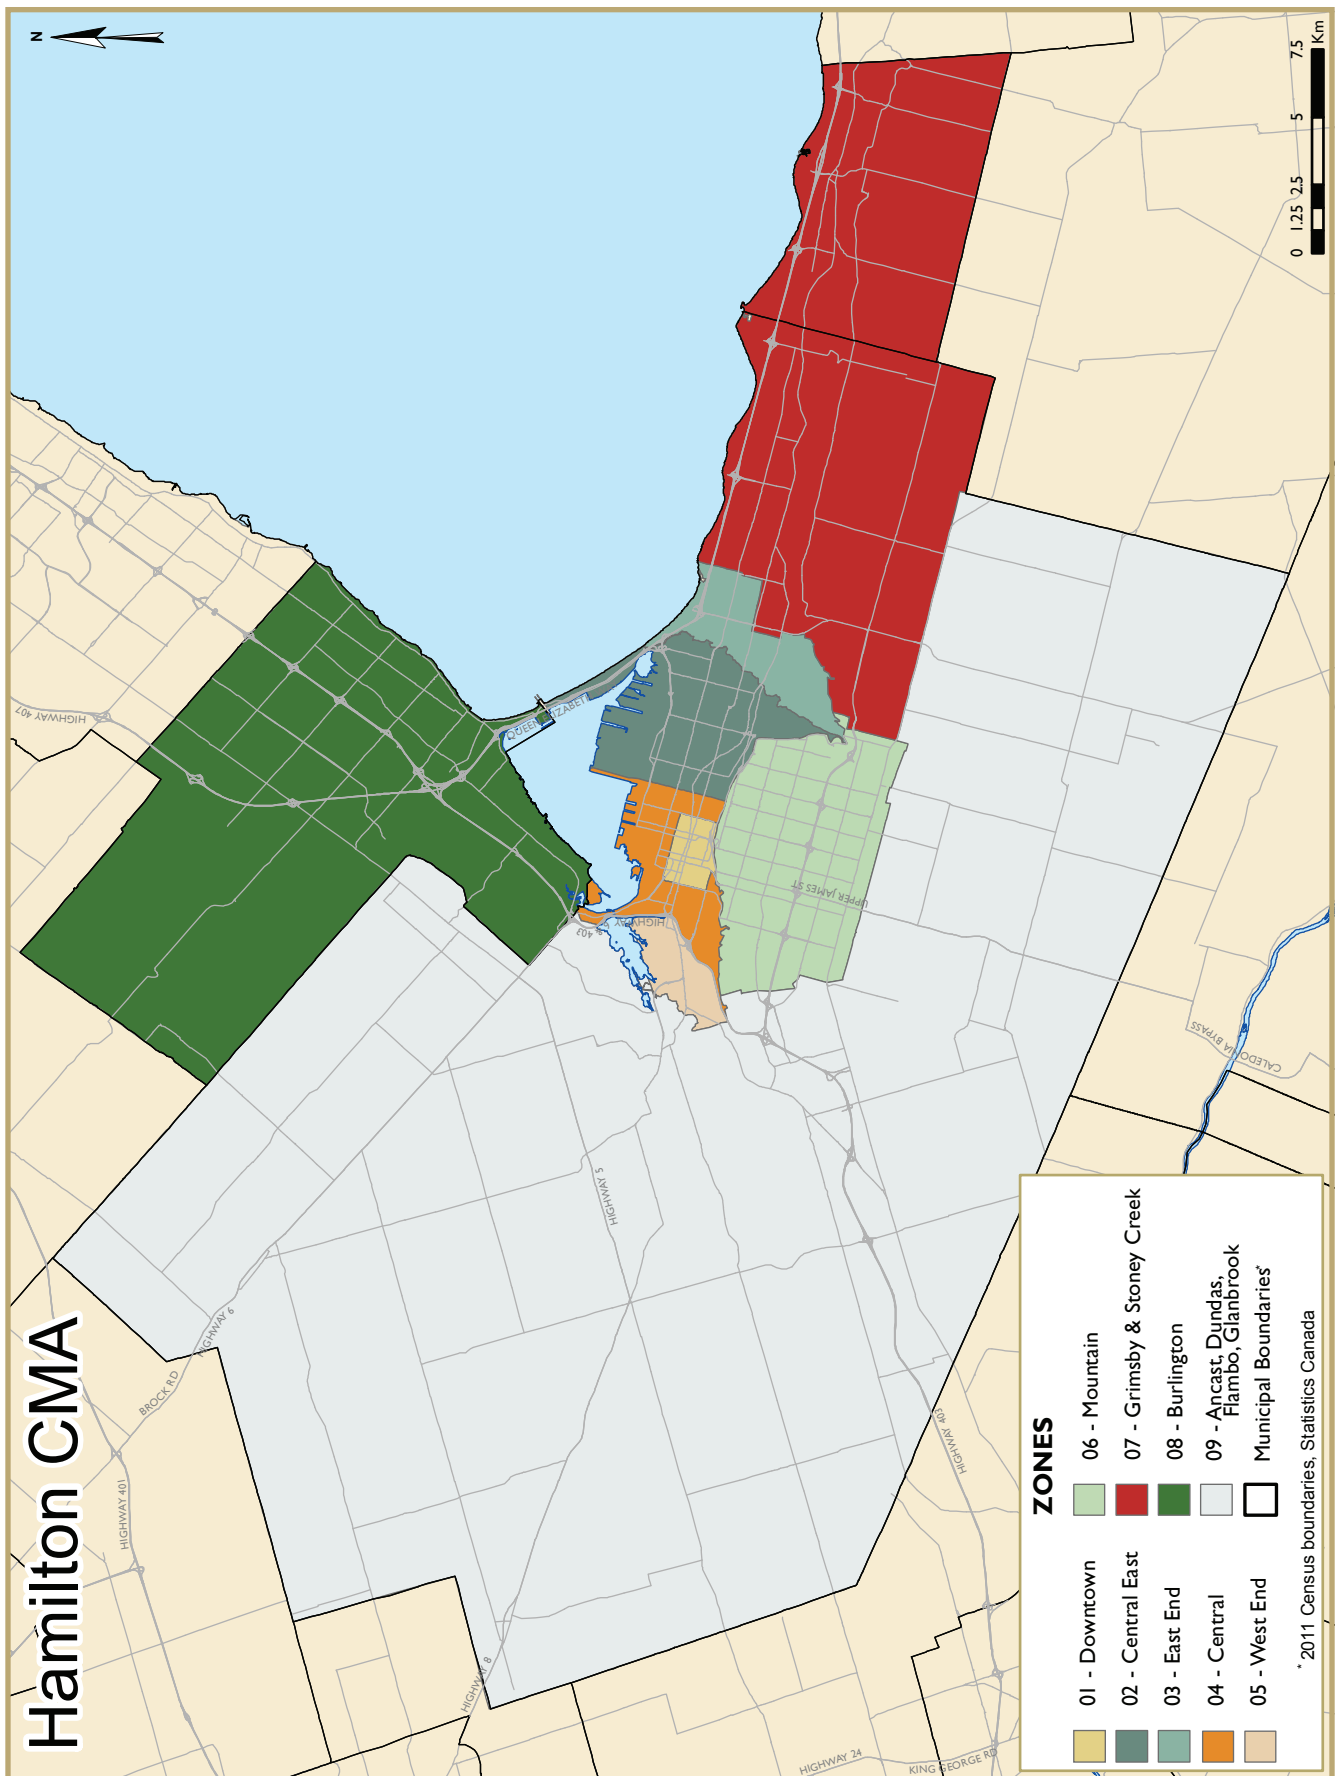 Hamilton CMA
N
HIGHWAY 407
QUEEN ELIZABETH
HIGHWAY
403
UPPER JAMES ST
HIGHWAY 5
HIGHWAY 6
BROCK RD
HIGHWAY 401
HIGHWAY 8
HIGHWAY 403
HIGHWAY 24
KING GEORGE RD
CALEDONIA BYPASS
ZONES
01 - Downtown
02 - Central East
03 - East End
04 - Central
05 - West End
06 - Mountain
07 - Grimsby & Stoney Creek
08 - Burlington
09 - Ancast, Dundas,
Flambo, Glanbrook
Municipal Boundaries*
* 2011 Census boundaries, Statistics Canada
0 1.25 2.5 5 7.5
Km